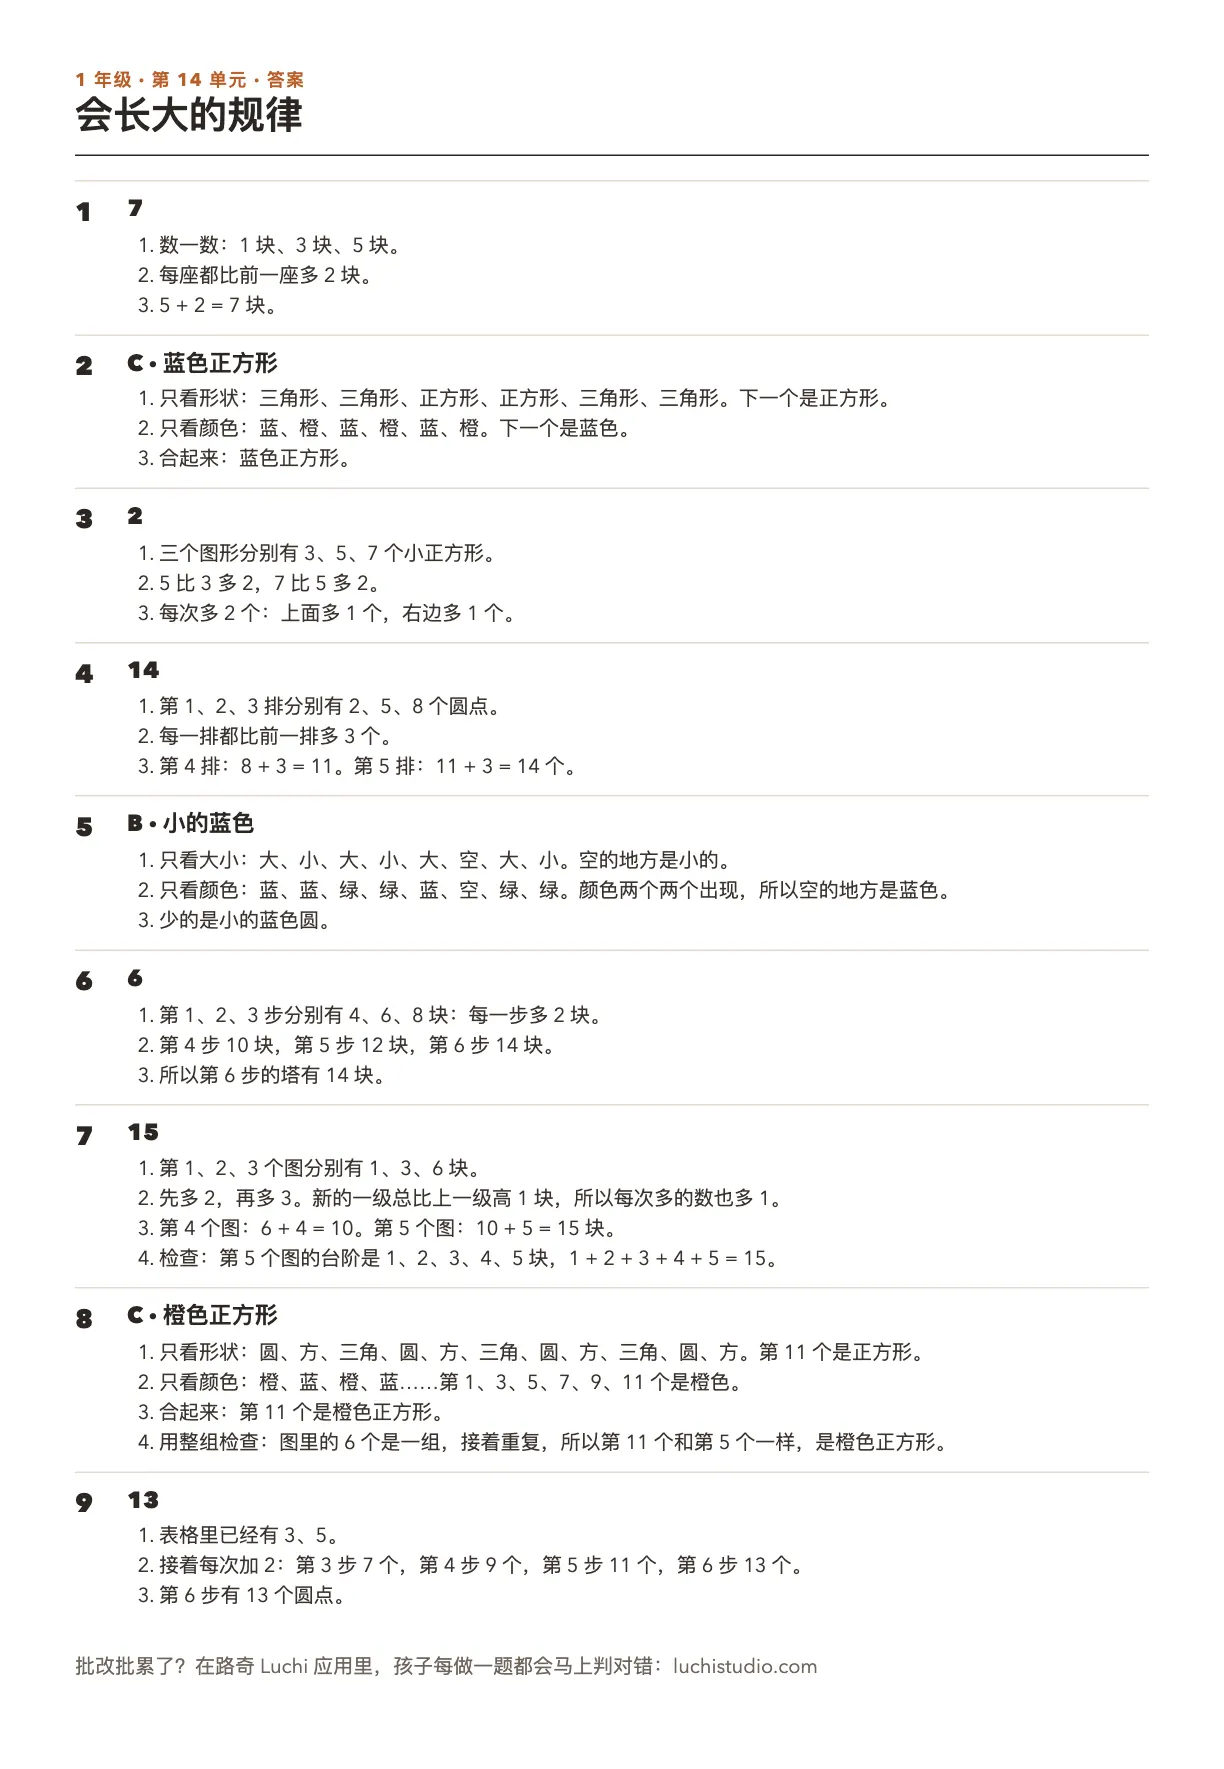 1 年级 · 第 14 单元 · 答案
会长大的规律
1 7
1. 数一数：1 块、3 块、5 块。
2. 每座都比前一座多 2 块。
3. 5 + 2 = 7 块。
2 C · 蓝色正方形
1. 只看形状：三角形、三角形、正方形、正方形、三角形、三角形。下一个是正方形。
2. 只看颜色：蓝、橙、蓝、橙、蓝、橙。下一个是蓝色。
3. 合起来：蓝色正方形。
3 2
1. 三个图形分别有 3、5、7 个小正方形。
2. 5 比 3 多 2，7 比 5 多 2。
3. 每次多 2 个：上面多 1 个，右边多 1 个。
4 14
1. 第 1、2、3 排分别有 2、5、8 个圆点。
2. 每一排都比前一排多 3 个。
3. 第 4 排：8 + 3 = 11。第 5 排：11 + 3 = 14 个。
5 B · 小的蓝色
1. 只看大小：大、小、大、小、大、空、大、小。空的地方是小的。
2. 只看颜色：蓝、蓝、绿、绿、蓝、空、绿、绿。颜色两个两个出现，所以空的地方是蓝色。
3. 少的是小的蓝色圆。
6 6
1. 第 1、2、3 步分别有 4、6、8 块：每一步多 2 块。
2. 第 4 步 10 块，第 5 步 12 块，第 6 步 14 块。
3. 所以第 6 步的塔有 14 块。
7 15
1. 第 1、2、3 个图分别有 1、3、6 块。
2. 先多 2，再多 3。新的一级总比上一级高 1 块，所以每次多的数也多 1。
3. 第 4 个图：6 + 4 = 10。第 5 个图：10 + 5 = 15 块。
4. 检查：第 5 个图的台阶是 1、2、3、4、5 块，1 + 2 + 3 + 4 + 5 = 15。
8 C · 橙色正方形
1. 只看形状：圆、方、三角、圆、方、三角、圆、方、三角、圆、方。第 11 个是正方形。
2. 只看颜色：橙、蓝、橙、蓝……第 1、3、5、7、9、11 个是橙色。
3. 合起来：第 11 个是橙色正方形。
4. 用整组检查：图里的 6 个是一组，接着重复，所以第 11 个和第 5 个一样，是橙色正方形。
9 13
1. 表格里已经有 3、5。
2. 接着每次加 2：第 3 步 7 个，第 4 步 9 个，第 5 步 11 个，第 6 步 13 个。
3. 第 6 步有 13 个圆点。
批改批累了？在路奇 Luchi 应用里，孩子每做一题都会马上判对错：luchistudio.com